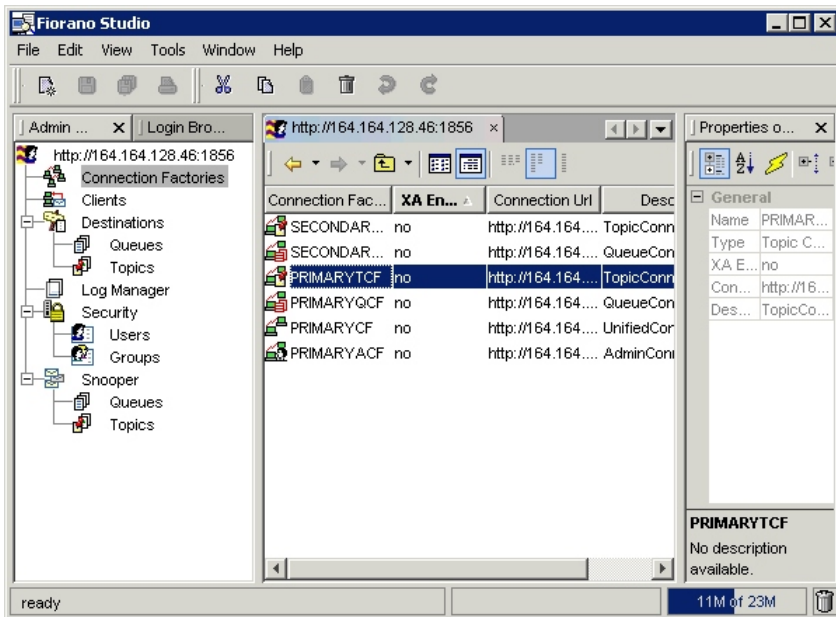 Fiorano Studio
File Edit View Tools Window Help
Admin ... Login Bro...
http://164.164.128.46:1856
Connection Factories
Clients
Destinations
Queues
Topics
Log Manager
Security
Users
Groups
Snooper
Queues
Topics
http://164.164.128.46:1856
Connection Fac... XA En... Connection Url Desc
SECONDAR... no http://164.164.... TopicConn
SECONDAR... no http://164.164.... QueueCon
PRIMARYTCF no http://164.164.... TopicConn
PRIMARYQCF no http://164.164.... QueueCon
PRIMARYCF no http://164.164.... UnifiedCon
PRIMARYACF no http://164.164.... AdminConn
Properties o...
General
Name PRIMAR...
Type Topic C...
XA E... no
Con... http://16...
Des... TopicCo...
PRIMARYTCF
No description
available.
ready
11M of 23M